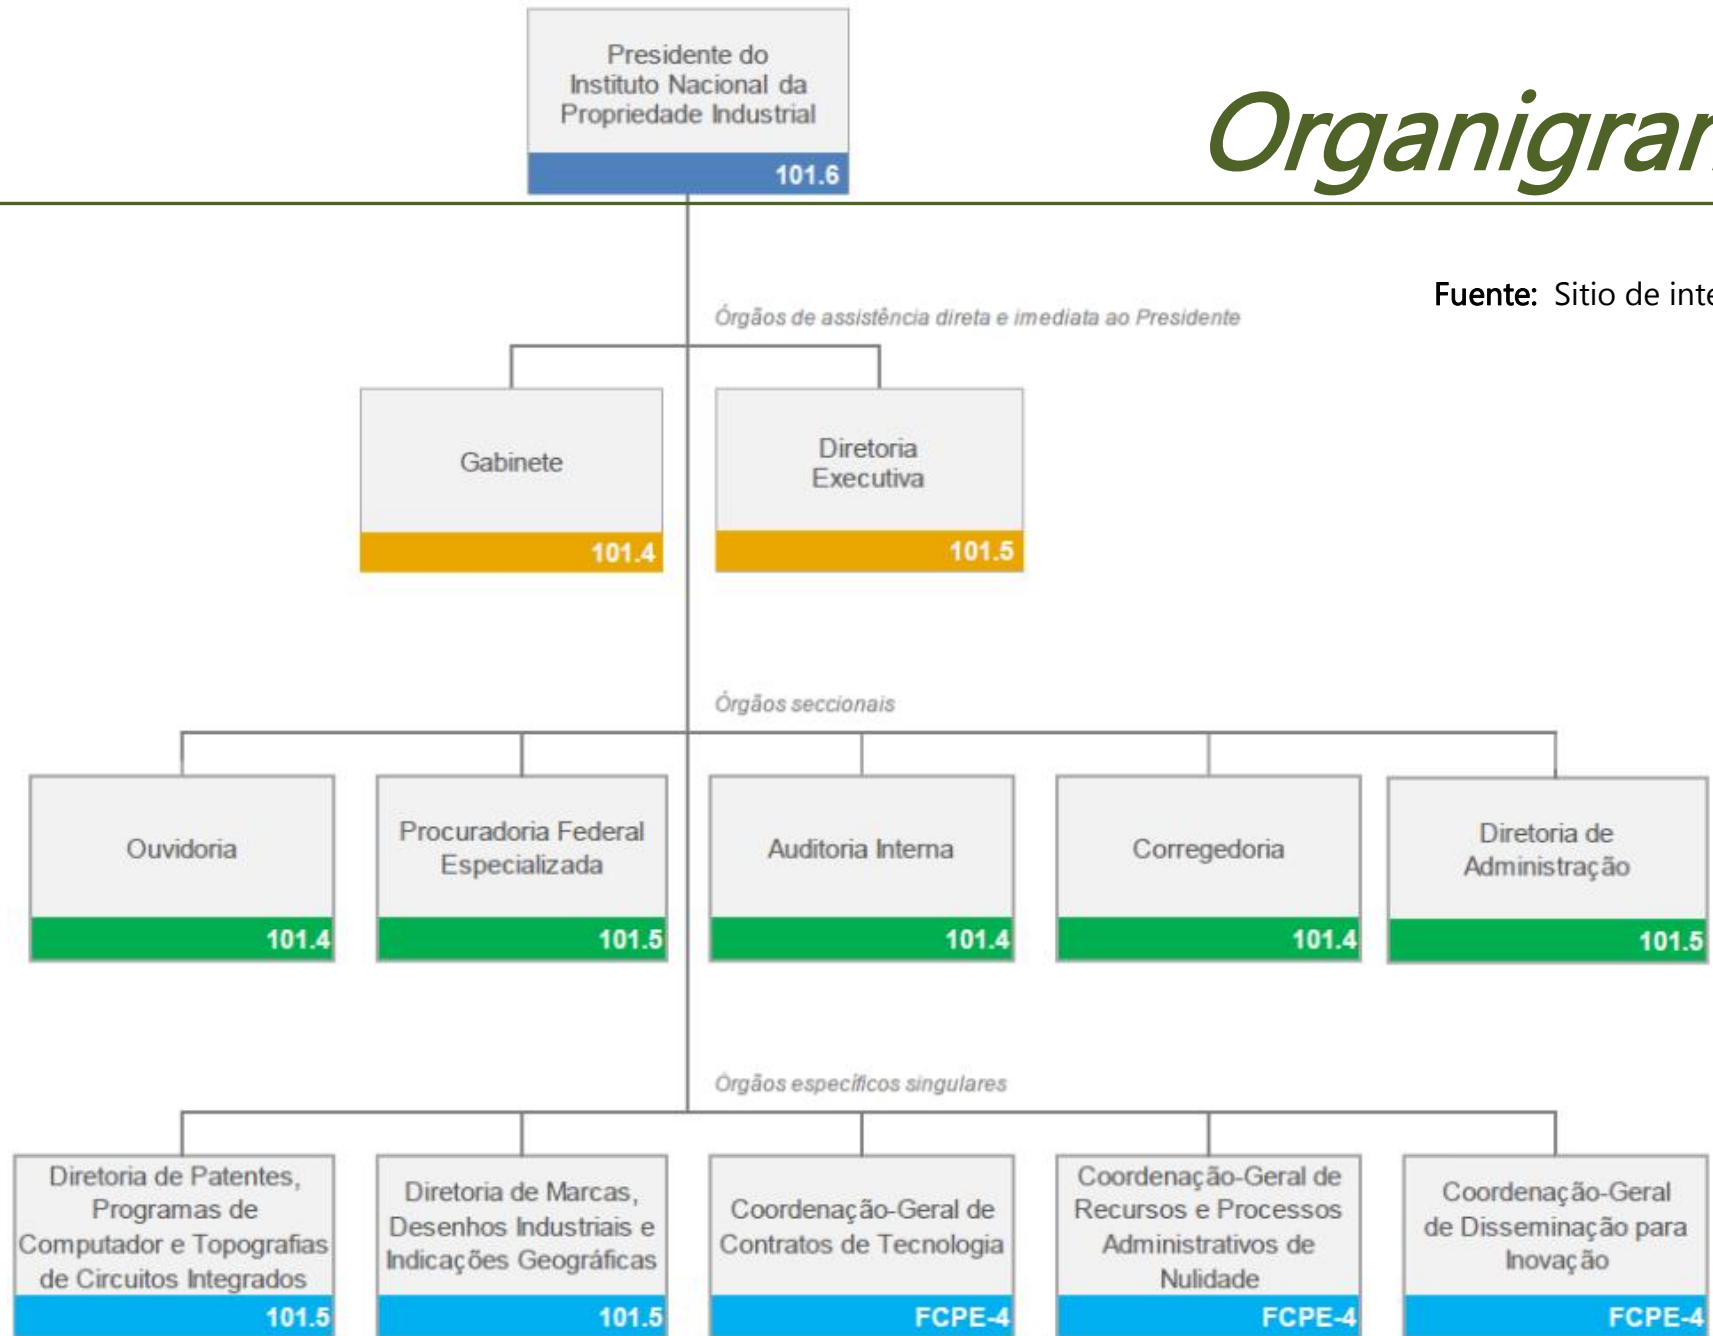 Presidente do
Instituto Nacional da
Propriedade Industrial
101.6
Organigran
Fuente: Sitio de inte
Órgãos de assistência direta e imediata ao Presidente
Gabinete
101.4
Diretoria
Executiva
101.5
Órgãos seccionais
Ouvidoria
101.4
Procuradoria Federal
Especializada
101.5
Auditoria Interna
101.4
Corregedoria
101.4
Diretoria de
Administração
101.5
Órgãos específicos singulares
Diretoria de Patentes,
Programas de
Computador e Topografias
de Circuitos Integrados
101.5
Diretoria de Marcas,
Desenhos Industriais e
Indicações Geográficas
101.5
Coordenação-Geral de
Contratos de Tecnologia
FCPE-4
Coordenação-Geral de
Recursos e Processos
Administrativos de
Nulidade
FCPE-4
Coordenação-Geral
de Disseminação para
Inovação
FCPE-4